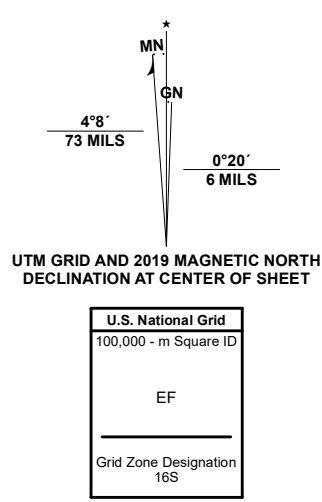 MN
GN
4°8´
73 MILS
0°20´
6 MILS
UTM GRID AND 2019 MAGNETIC NORTH
DECLINATION AT CENTER OF SHEET
U.S. National Grid
100,000 - m Square ID
EF
Grid Zone Designation
16S